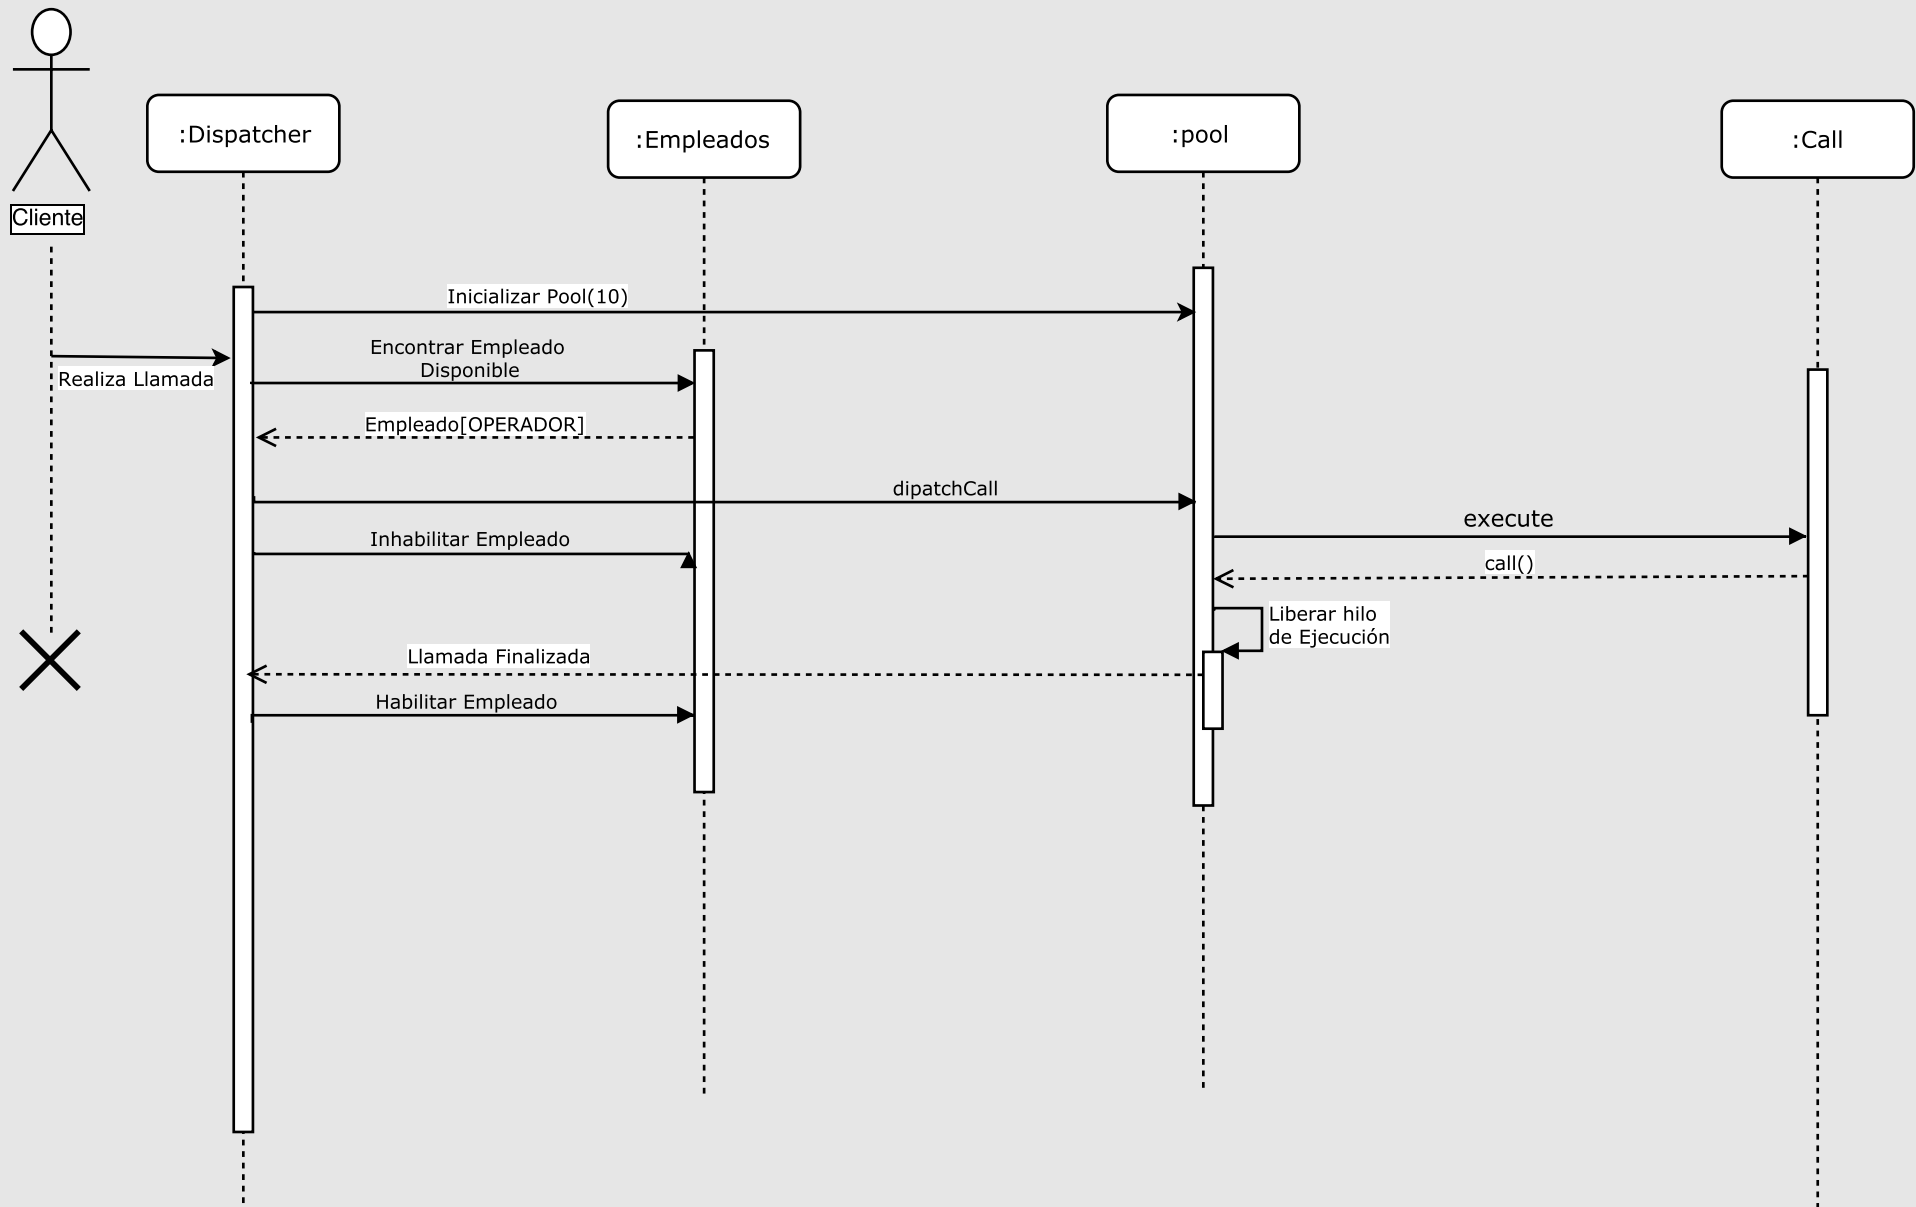 :Dispatcher
:Empleados
:pool
:Call
Cliente
Inicializar Pool(10)
Realiza Llamada
Encontrar Empleado
Disponible
Empleado[OPERADOR]
dipatchCall
execute
Inhabilitar Empleado
call()
Liberar hilo
de Ejecución
Llamada Finalizada
Habilitar Empleado